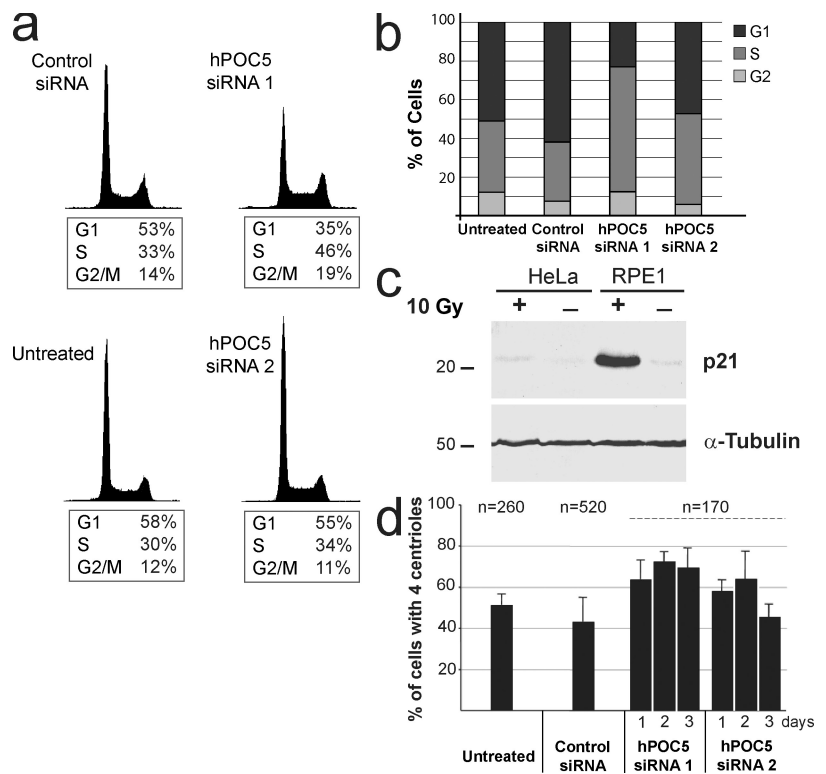 a
Control
siRNA
hPOC5
siRNA 1
G1 53%
S 33%
G2/M 14%
G1 35%
S 46%
G2/M 19%
Untreated
hPOC5
siRNA 2
G1 58%
S 30%
G2/M 12%
G1 55%
S 34%
G2/M 11%
b
% of Cells
100
80
60
40
20
G1
S
G2
Untreated
Control
siRNA
hPOC5
siRNA 1
hPOC5
siRNA 2
c
HeLa RPE1
10 Gy + – + –
20 p21
50 α-Tubulin
d
% of cells with 4 centrioles
100
80
60
40
20
n=260 n=520 n=170
1 2 3 1 2 3 days
Untreated
Control
siRNA
hPOC5
siRNA 1
hPOC5
siRNA 2